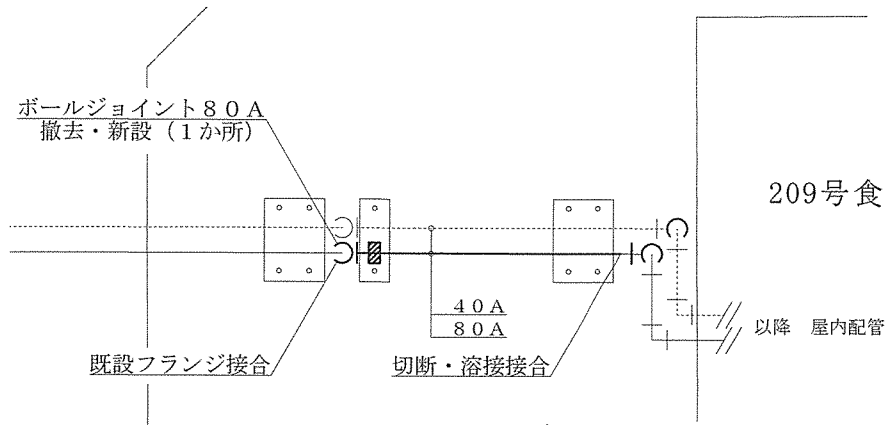 ボールジョイント80A
撤去・新設(1か所)
209号食
40A
80A
以降 屋内配管
既設フランジ接合
切断・溶接接合